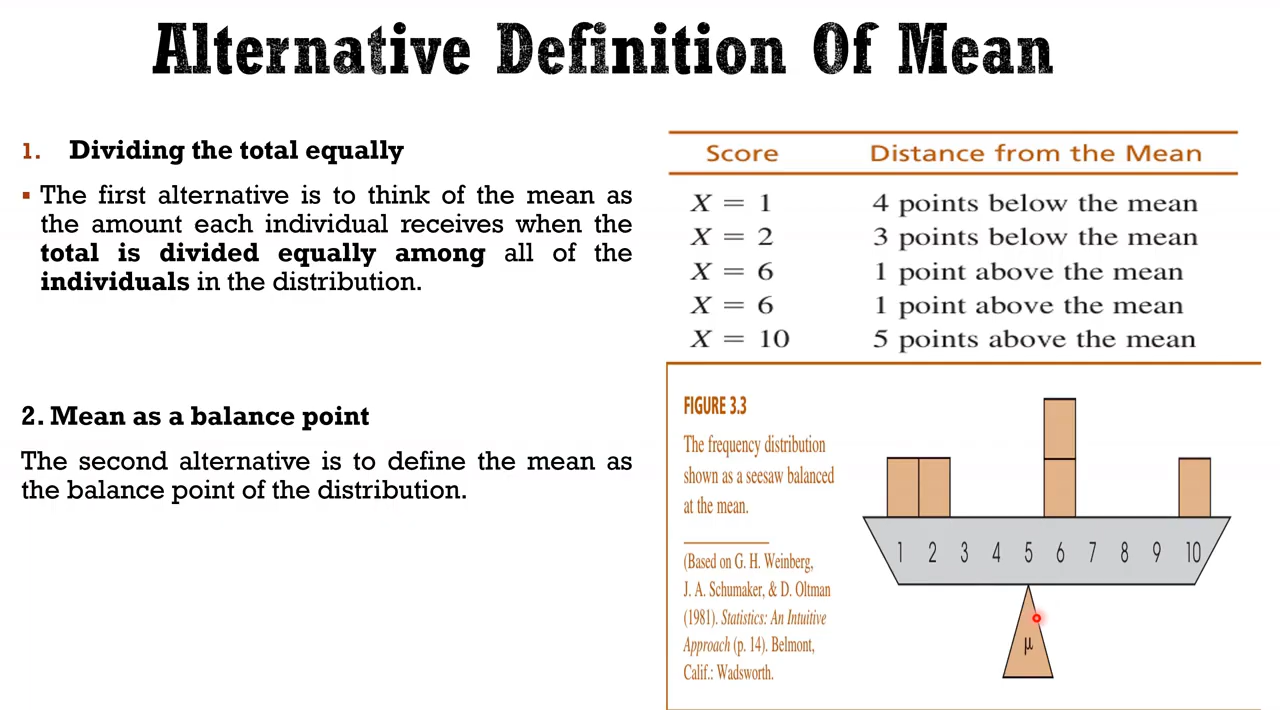 Alternative Definition Of Mean
1. Dividing the total equally
▪ The first alternative is to think of the mean as
the amount each individual receives when the
total is divided equally among all of the
individuals in the distribution.
2. Mean as a balance point
The second alternative is to define the mean as
the balance point of the distribution.
Score Distance from the Mean
X = 1 4 points below the mean
X = 2 3 points below the mean
X = 6 1 point above the mean
X = 6 1 point above the mean
X = 10 5 points above the mean
FIGURE 3.3
The frequency distribution
shown as a seesaw balanced
at the mean.
(Based on G. H. Weinberg,
J. A. Schumaker, & D. Oltman
(1981). Statistics: An Intuitive
Approach (p. 14). Belmont,
Calif.: Wadsworth.
1 2 3 4 5 6 7 8 9 10
μ